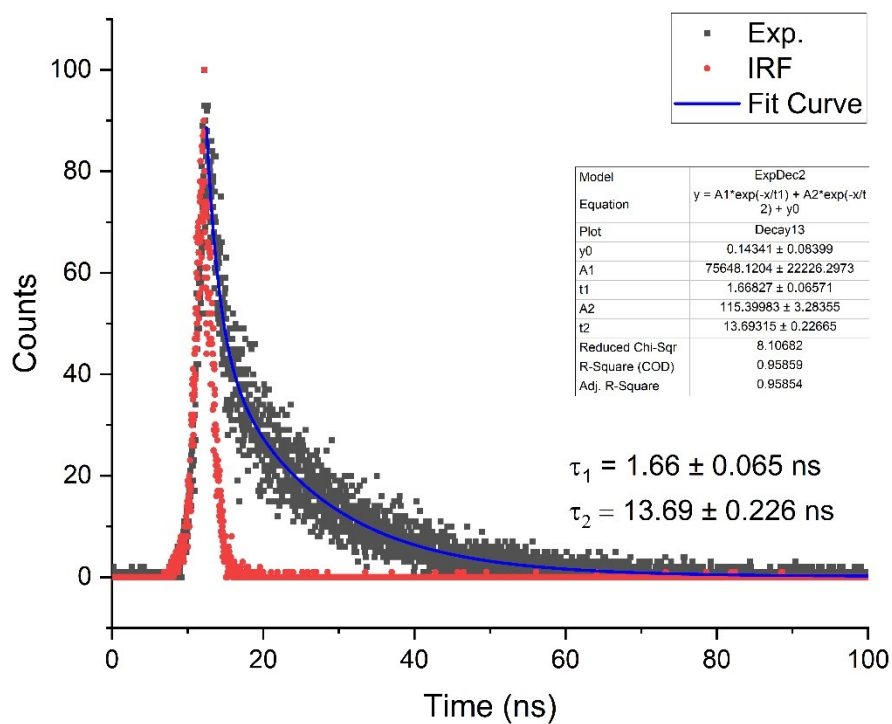 Exp.
IRF
Fit Curve
100
80
60
40
20
0
Counts
Model ExpDec2
Equation y = A1*exp(-x/t1) + A2*exp(-x/t
2) + y0
Plot Decay13
y0 0.14341 ± 0.08399
A1 75648.1204 ± 22226.2973
t1 1.66827 ± 0.06571
A2 115.39983 ± 3.28355
t2 13.69315 ± 0.22665
Reduced Chi-Sqr 8.10682
R-Square (COD) 0.95859
Adj. R-Square 0.95854
τ1 = 1.66 ± 0.065 ns
τ2 = 13.69 ± 0.226 ns
0 20 40 60 80 100
Time (ns)